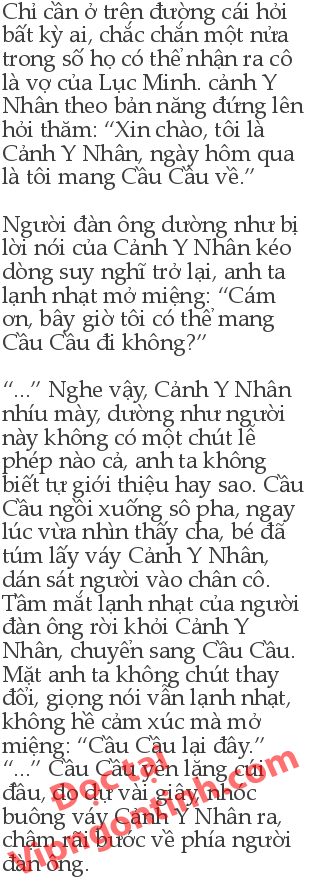 Chỉ cần ở trên đường cái hỏi
bất kỳ ai, chắc chắn một nửa
trong số họ có thể nhận ra cô
là vợ của Lục Minh. cảnh Y
Nhân theo bản năng đứng lên
hỏi thăm: “Xin chào, tôi là
Cảnh Y Nhân, ngày hôm qua
là tôi mang Cầu Cầu về.”
Người đàn ông dường như bị
lời nói của Cảnh Y Nhân kéo
dòng suy nghĩ trở lại, anh ta
lạnh nhạt mở miệng: “Cám
ơn, bây giờ tôi có thể mang
Cầu Cầu đi không?”
“...” Nghe vậy, Cảnh Y Nhân
nhíu mày, dường như người
này không có một chút lễ
phép nào cả, anh ta không
biết tự giới thiệu hay sao. Cầu
Cầu ngồi xuống sô pha, ngay
lúc vừa nhìn thấy cha, bé đã
túm lấy váy Cảnh Y Nhân,
dán sát người vào chân cô.
Tầm mắt lạnh nhạt của người
đàn ông rời khỏi Cảnh Y
Nhân, chuyển sang Cầu Cầu.
Mặt anh ta không chút thay
đổi, giọng nói vẫn lạnh nhạt,
không hề cảm xúc mà mở
miệng: “Cầu Cầu lại đây.”
“...” Cầu Cầu yên lặng cúi
đầu, do dự vài giây, nhóc
buông váy Cảnh Y Nhân ra,
chậm rãi bước về phía người
đàn ông.
Đọc tại
Vipngontinh.com